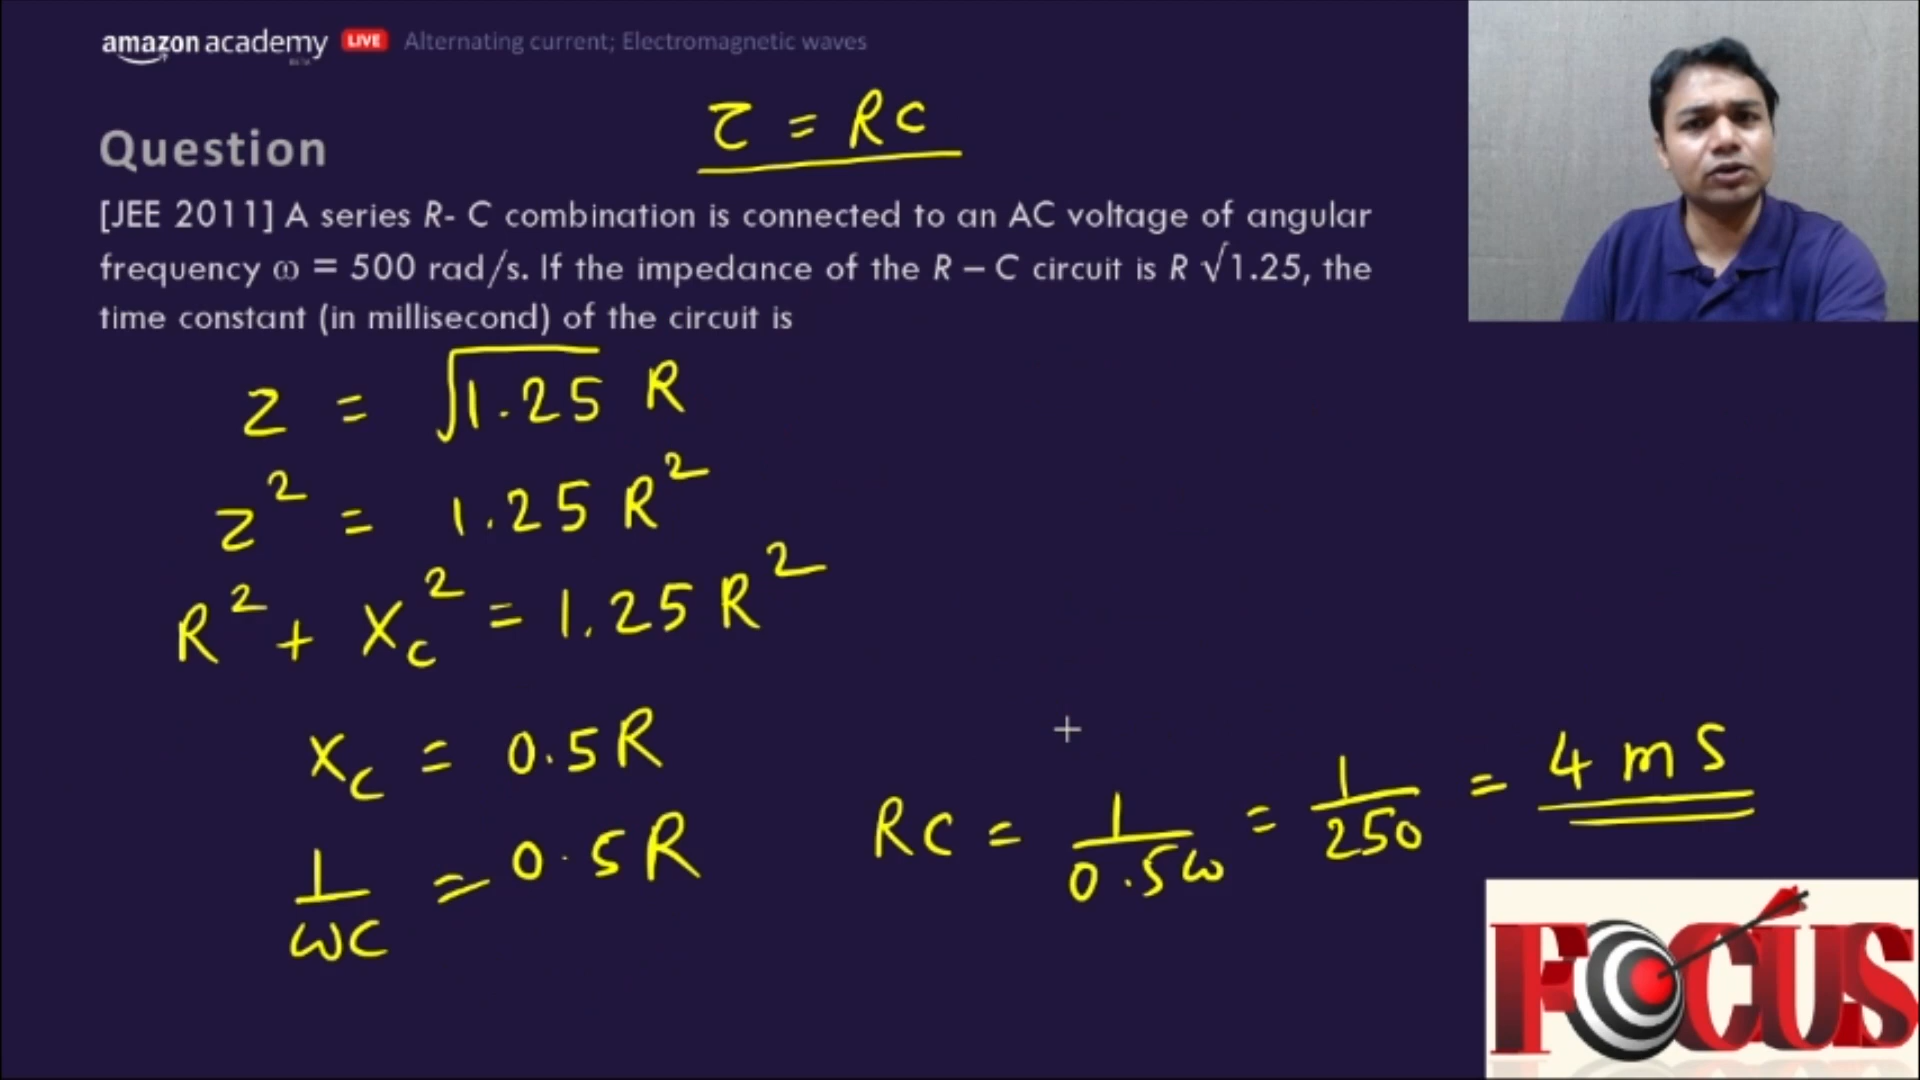 amazon academy LIVE Alternating current; Electromagnetic waves
BETA
τ = RC
Question
[JEE 2011] A series R- C combination is connected to an AC voltage of angular
frequency ω = 500 rad/s. If the impedance of the R – C circuit is R √1.25, the
time constant (in millisecond) of the circuit is
z = √1.25 R
z² = 1.25 R²
R² + X_C² = 1.25 R²
X_C = 0.5R
1/ωC = 0.5R
RC = 1/0.5ω = 1/250 = 4 mS
FOCUS